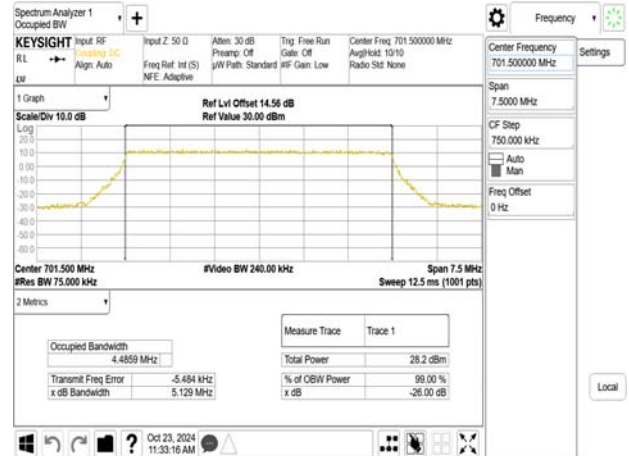 Spectrum Analyzer 1
Occupied BW
+
Frequency
KEYSIGHT
RL
Input: RF
Coupling: DC
Align: Auto
Input Z: 50 Ω
Freq Ref: Int (S)
NFE: Adaptive
Atten: 30 dB
Preamp: Off
µW Path: Standard
Trig: Free Run
Gate: Off
#IF Gain: Low
Center Freq: 701.500000 MHz
Avg|Hold: 10/10
Radio Std: None
Center Frequency
701.500000 MHz
Settings
Span
7.5000 MHz
CF Step
750.000 kHz
Auto
Man
Freq Offset
0 Hz
Local
1 Graph
Scale/Div 10.0 dB
Ref Lvl Offset 14.56 dB
Ref Value 30.00 dBm
Log
20.0
10.0
0.00
-10.0
-20.0
-30.0
-40.0
-50.0
-60.0
Center 701.500 MHz
#Video BW 240.00 kHz
Span 7.5 MHz
#Res BW 75.000 kHz
Sweep 12.5 ms (1001 pts)
2 Metrics
Measure Trace Trace 1
Occupied Bandwidth
4.4859 MHz
Total Power 28.2 dBm
Transmit Freq Error -5.484 kHz
% of OBW Power 99.00 %
x dB Bandwidth 5.129 MHz
x dB -26.00 dB
?
Oct 23, 2024
11:33:16 AM